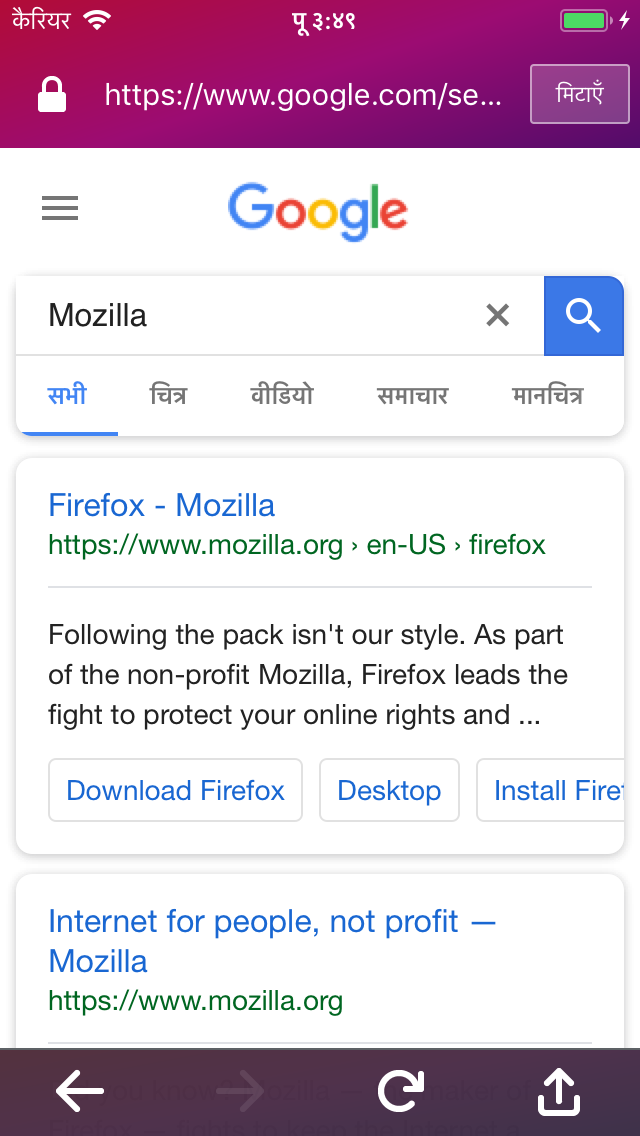 कैरियर
पू ३:४९
https://www.google.com/se...
मिटाएँ
Google
Mozilla
सभी चित्र वीडियो समाचार मानचित्र
Firefox - Mozilla
https://www.mozilla.org › en-US › firefox
Following the pack isn't our style. As part
of the non-profit Mozilla, Firefox leads the
fight to protect your online rights and ...
Download Firefox Desktop Install Firef
Internet for people, not profit —
Mozilla
https://www.mozilla.org